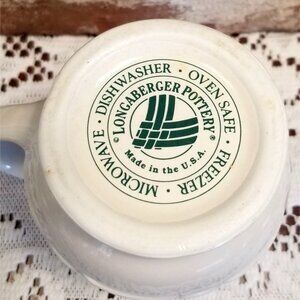 MICROWAVE · DISHWASHER · OVEN SAFE · FREEZER ·
© LONGABERGER POTTERY®
Made in the U.S.A.